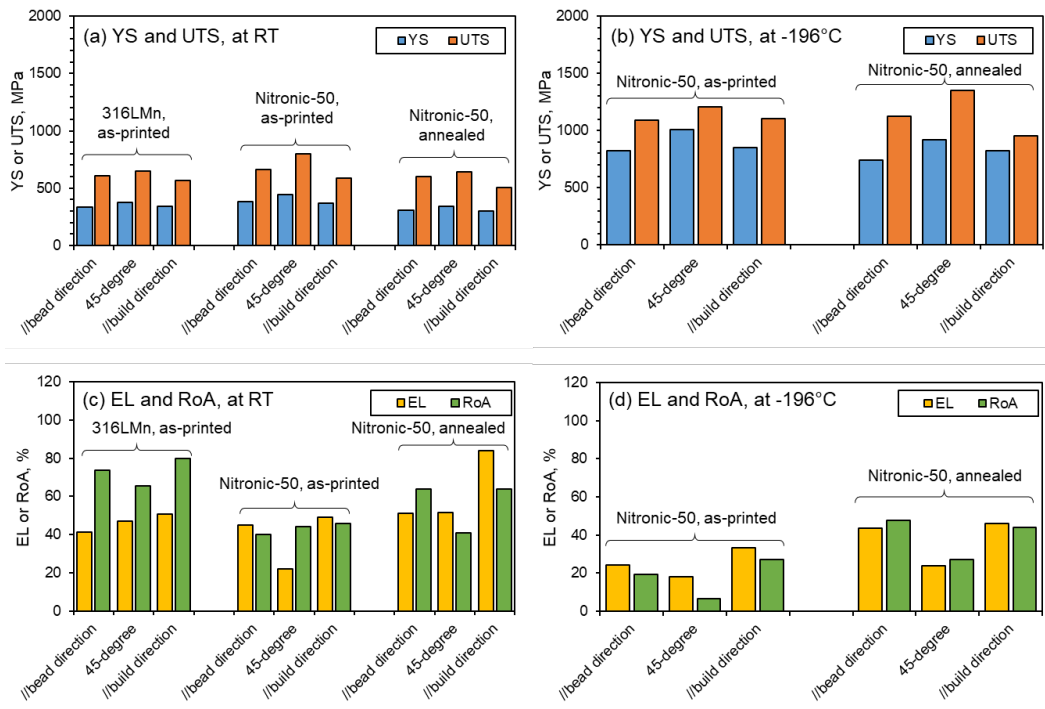 (a) YS and UTS, at RT
YS UTS
YS or UTS, MPa
2000
1500
1000
500
0
316LMn,
as-printed
Nitronic-50,
as-printed
Nitronic-50,
annealed
//bead direction
45-degree
//build direction
//bead direction
45-degree
//build direction
//bead direction
45-degree
//build direction
(b) YS and UTS, at -196°C
YS UTS
YS or UTS, MPa
2000
1500
1000
500
0
Nitronic-50, as-printed
Nitronic-50, annealed
//bead direction
45-degree
//build direction
//bead direction
45-degree
//build direction
(c) EL and RoA, at RT
EL RoA
EL or RoA, %
120
100
80
60
40
20
0
316LMn, as-printed
Nitronic-50, as-printed
Nitronic-50, annealed
//bead direction
45-degree
//build direction
//bead direction
45-degree
//build direction
//bead direction
45-degree
//build direction
(d) EL and RoA, at -196°C
EL RoA
EL or RoA, %
120
100
80
60
40
20
0
Nitronic-50, as-printed
Nitronic-50, annealed
//bead direction
45-degree
//build direction
//bead direction
45-degree
//build direction